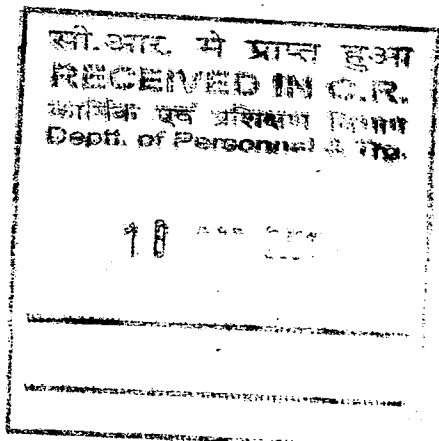 सी.आर. मे प्राप्त हुआ
RECEIVED IN C.R.
कार्मिक एवं प्रशिक्षण विभाग
Deptt. of Personnel & Trg.